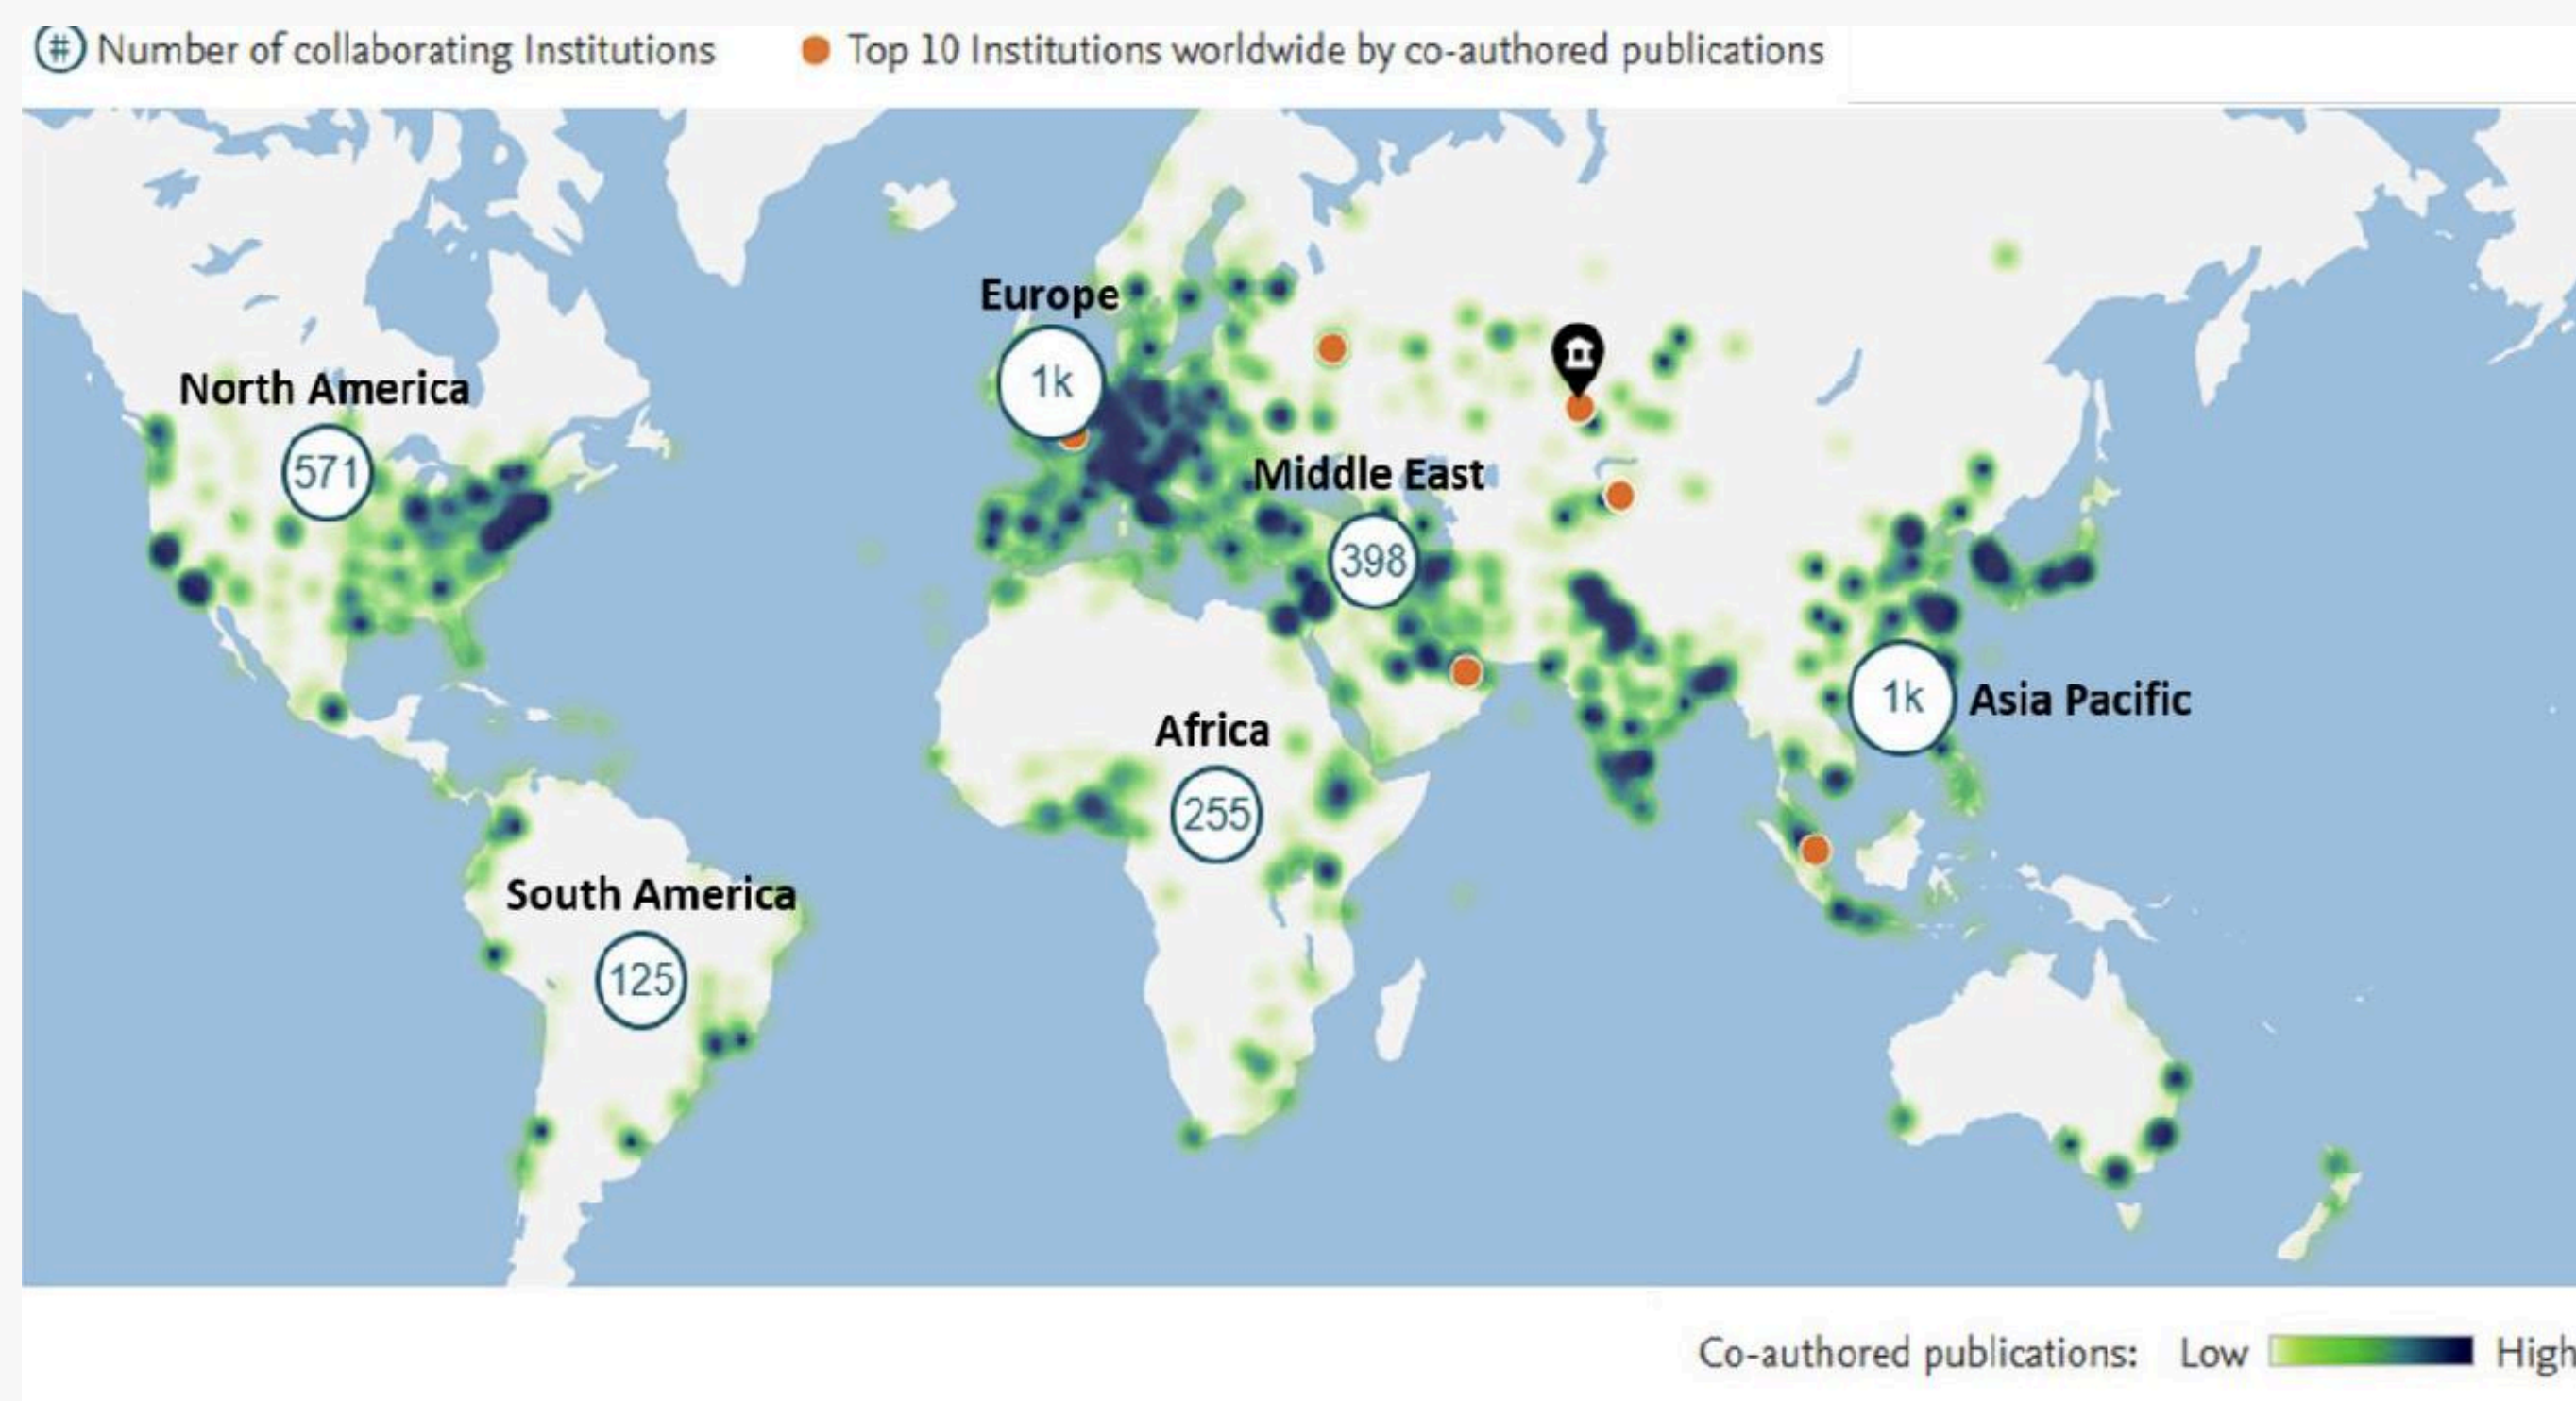 # Number of collaborating Institutions
Top 10 Institutions worldwide by co-authored publications
Europe
1k
North America
571
Middle East
398
1k
Asia Pacific
Africa
255
South America
125
Co-authored publications: Low High